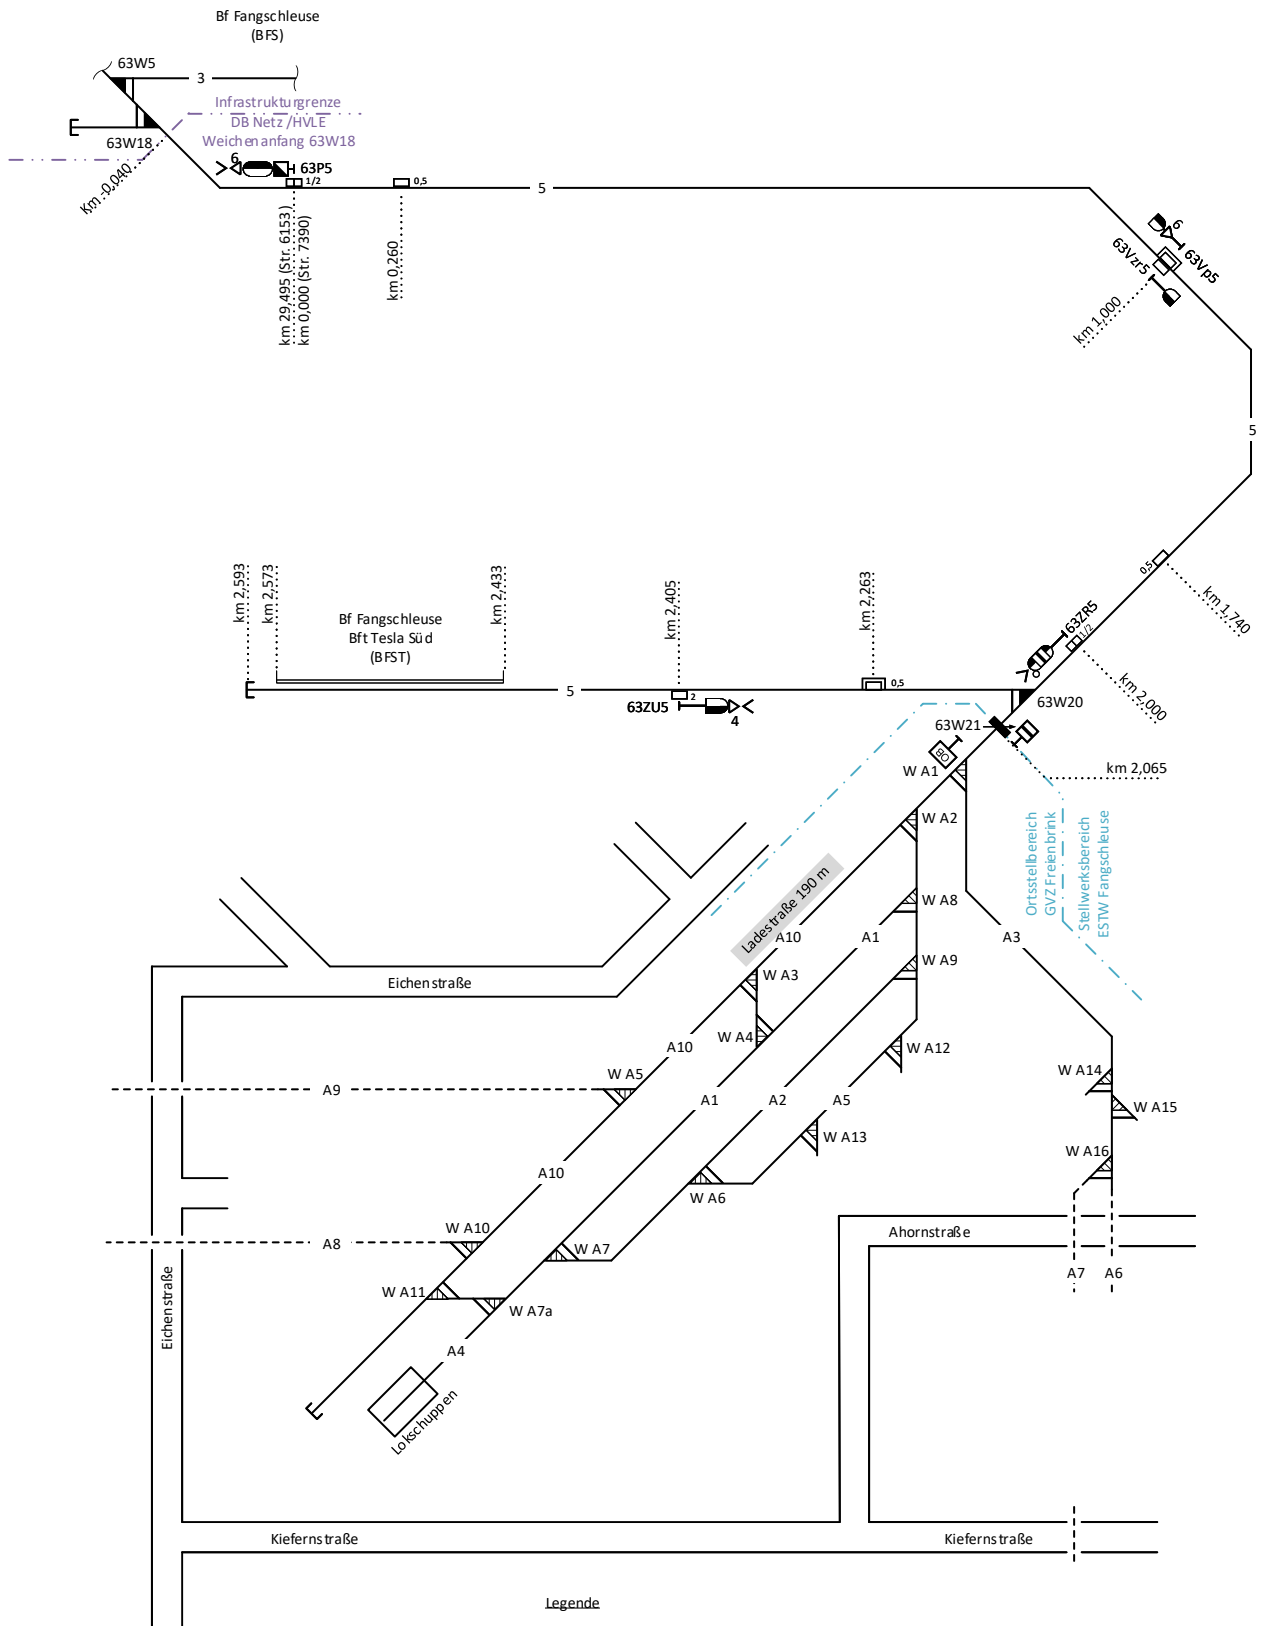 Bf Fangschleuse
(BFS)
63W5
3
Infrastrukturgrenze
DB Netz /HVLE
Weichenanfang 63W18
63W18
Km -0,040
6
63P5
1/2
0,5
5
km 29,495 (Str. 6153)
km 0,000 (Str. 7390)
km 0,260
6
63Vp5
63Vzr5
km 1,000
5
0,5
km 1,740
63ZR5
1/2
km 2,000
km 2,593
km 2,573
km 2,433
km 2,405
km 2,263
Bf Fangschleuse
Bft Tesla Süd
(BFST)
5
63ZU5
2
4
0,5
63W20
63W21
OB
km 2,065
W A1
W A2
Ortsstellbereich
GVZ Freienbrink
Stellwerksbereich
ESTW Fangschleuse
Ladestraße 190 m
W A8
A10
A1
A3
W A9
Eichenstraße
W A3
W A4
A10
W A12
W A5
A9
A1
A2
A5
W A14
W A15
W A13
W A16
A10
W A6
W A10
A8
W A7
Ahornstraße
A7
A6
W A11
W A7a
Eichenstraße
A4
Lokschuppen
Kiefernstraße
Kiefernstraße
Legende